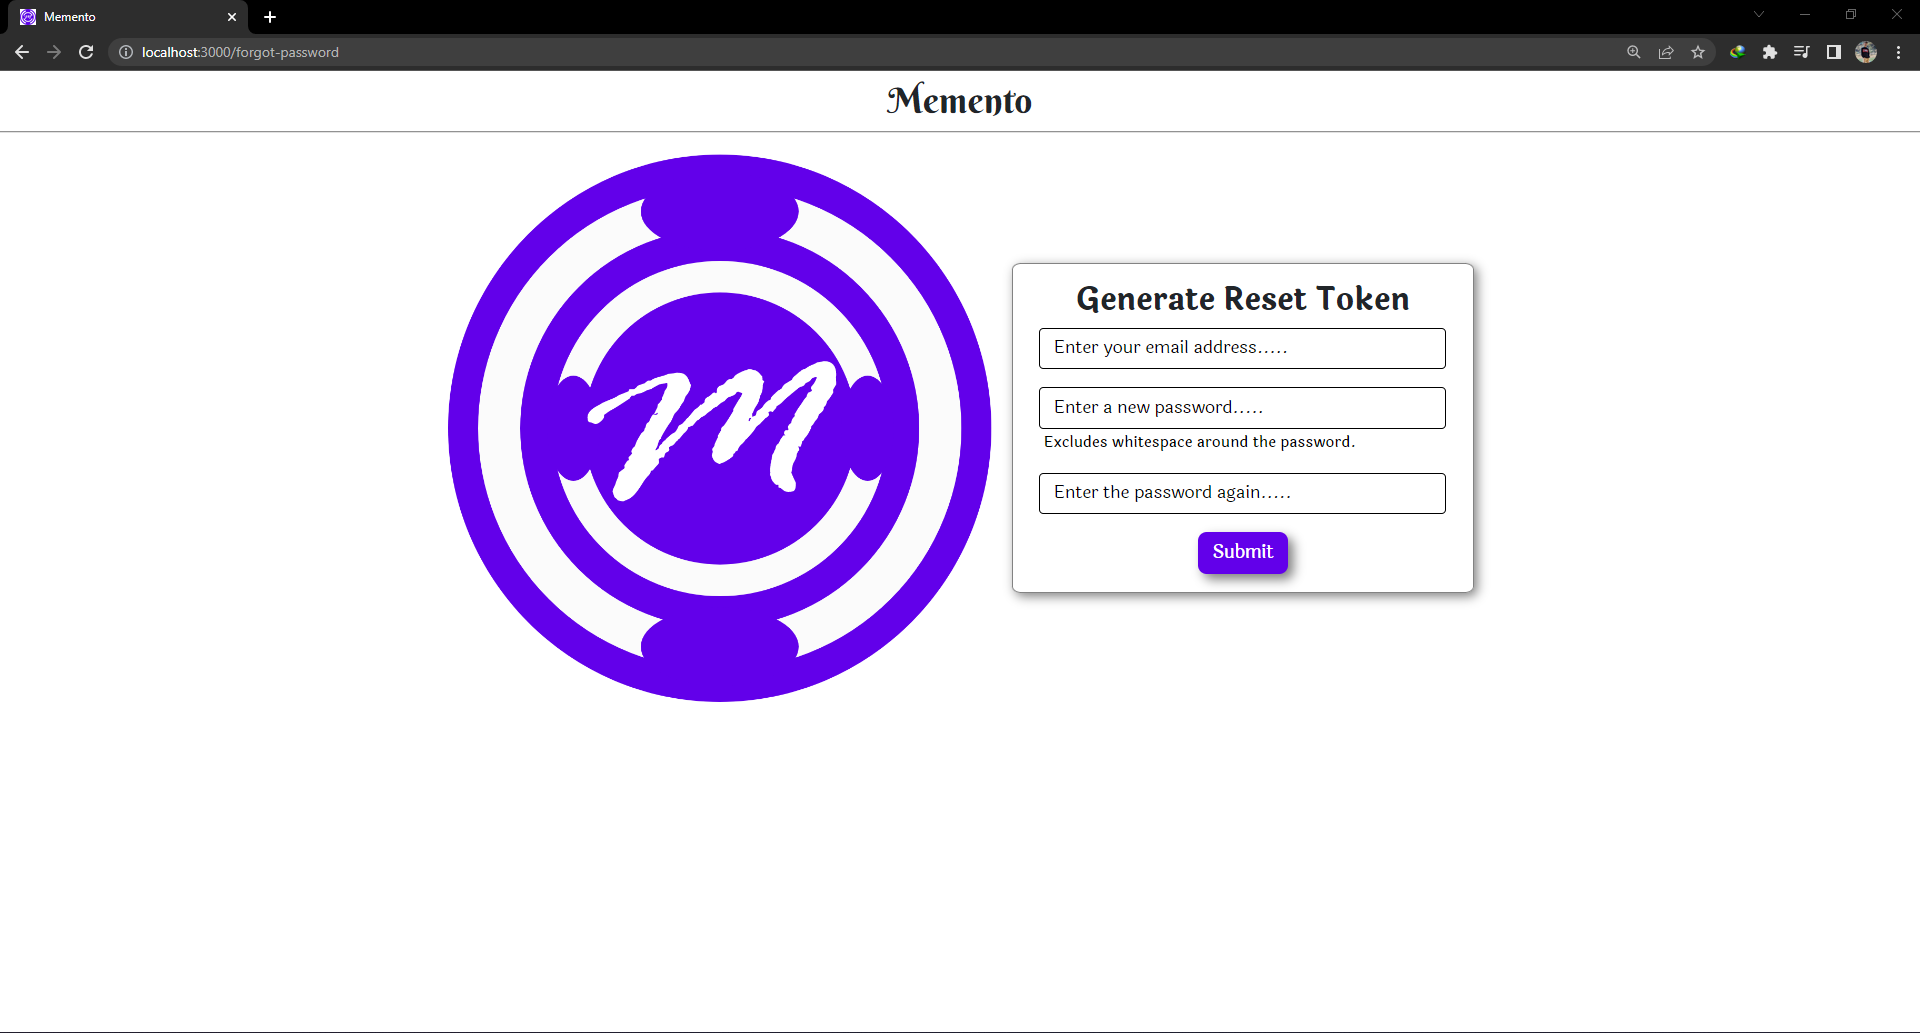 Memento
localhost:3000/forgot-password
Memento
M
Generate Reset Token
Enter your email address.....
Enter a new password.....
Excludes whitespace around the password.
Enter the password again.....
Submit